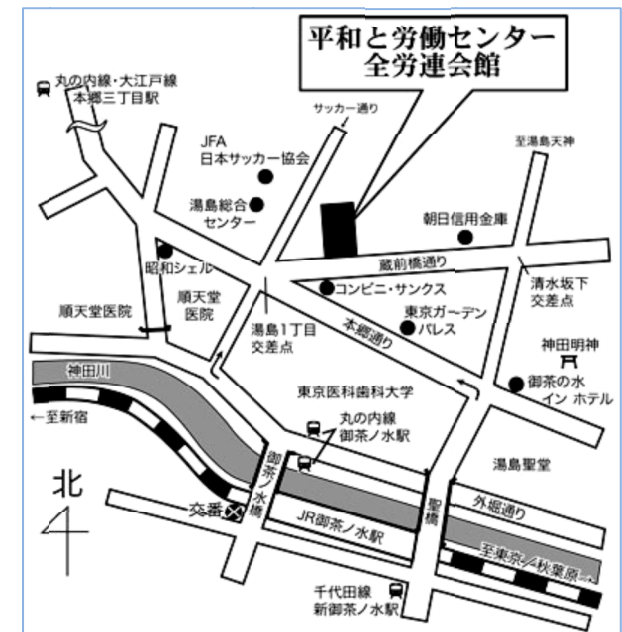 平和と労働センター
全労連会館
丸の内線・大江戸線
本郷三丁目駅
サッカー通り
JFA
日本サッカー協会
至湯島天神
湯島総合
センター
朝日信用金庫
昭和シェル
蔵前橋通り
コンビニ・サンクス
清水坂下
交差点
順天堂医院
順天堂
医院
湯島1丁目
交差点
本郷通り
東京ガーデン
パレス
神田明神
神田川
御茶の水
イン ホテル
東京医科歯科大学
←至新宿
丸の内線
御茶ノ水駅
湯島聖堂
北
御茶ノ水橋
聖橋
外堀通り
交番
JR御茶ノ水駅
至東京/秋葉原→
千代田線
新御茶ノ水駅